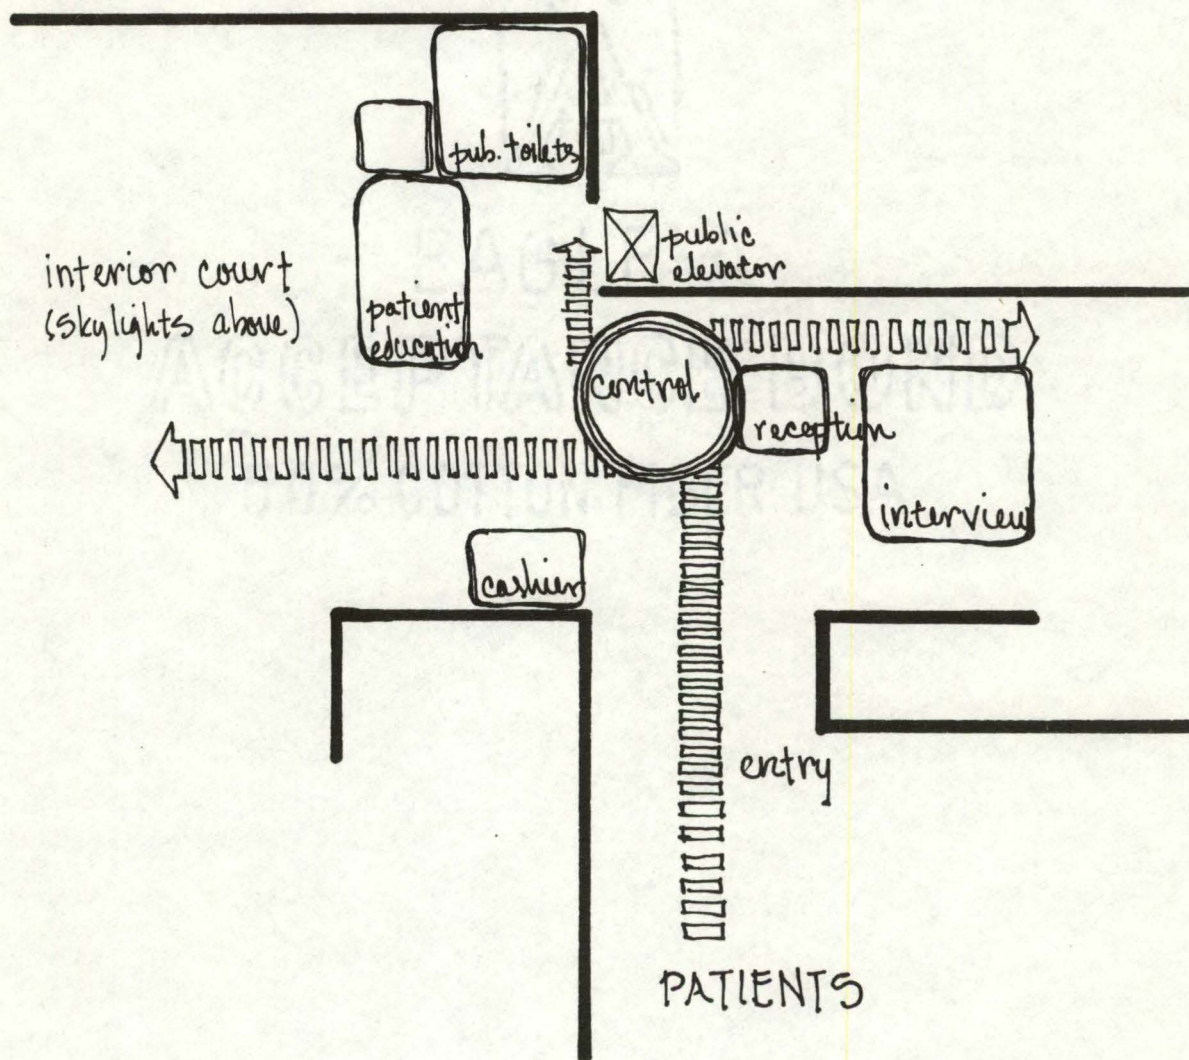 pub. toilets
public
elevator
interior court
(skylights above)
patient
education
control
reception
interview
cashier
entry
PATIENTS